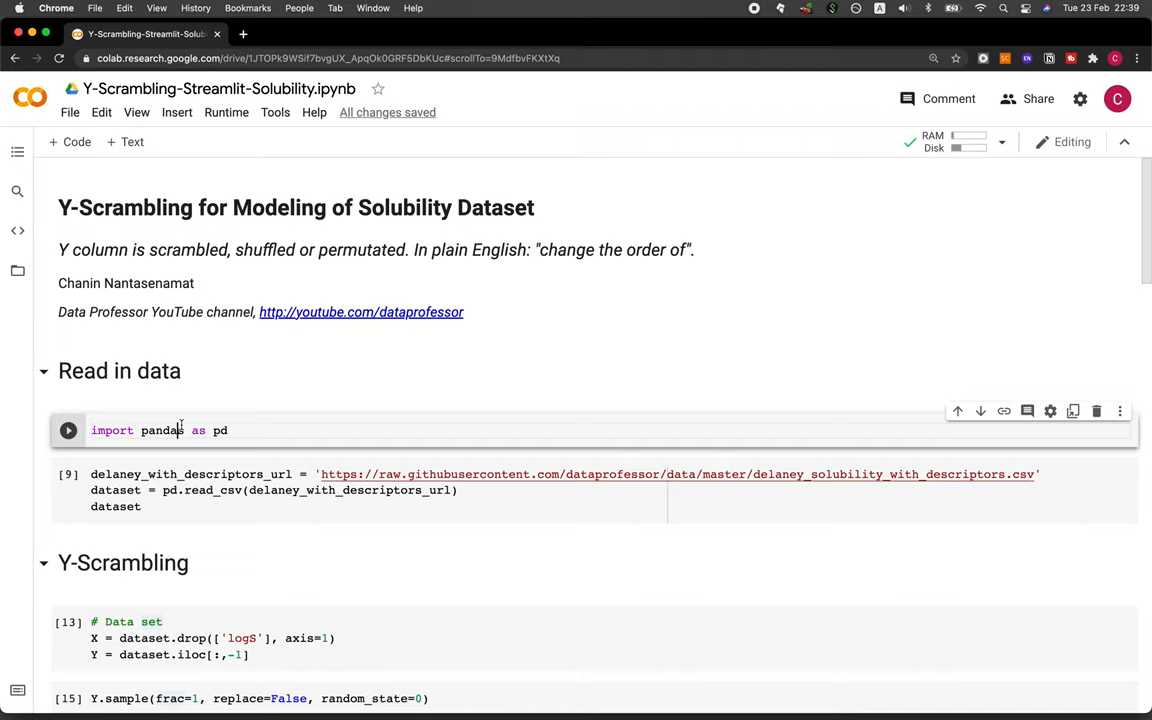 Chrome File Edit View History Bookmarks People Tab Window Help
A
Tue 23 Feb 22:39
Y-Scrambling-Streamlit-Solub
colab.research.google.com/drive/1JTOPk9WSif7bvgUX_ApqOk0GRF5DbKUc#scrollTo=9MdfbvFKXtXq
CO
Y-Scrambling-Streamlit-Solubility.ipynb
Comment
Share
C
File Edit View Insert Runtime Tools Help All changes saved
+ Code + Text
RAM
Disk
Editing
Y-Scrambling for Modeling of Solubility Dataset
Y column is scrambled, shuffled or permutated. In plain English: "change the order of".
Chanin Nantasenamat
Data Professor YouTube channel, http://youtube.com/dataprofessor
Read in data
import pandas as pd
[9] delaney_with_descriptors_url = 'https://raw.githubusercontent.com/dataprofessor/data/master/delaney_solubility_with_descriptors.csv'
dataset = pd.read_csv(delaney_with_descriptors_url)
dataset
Y-Scrambling
[13] # Data set
X = dataset.drop(['logS'], axis=1)
Y = dataset.iloc[:,-1]
[15] Y.sample(frac=1, replace=False, random_state=0)